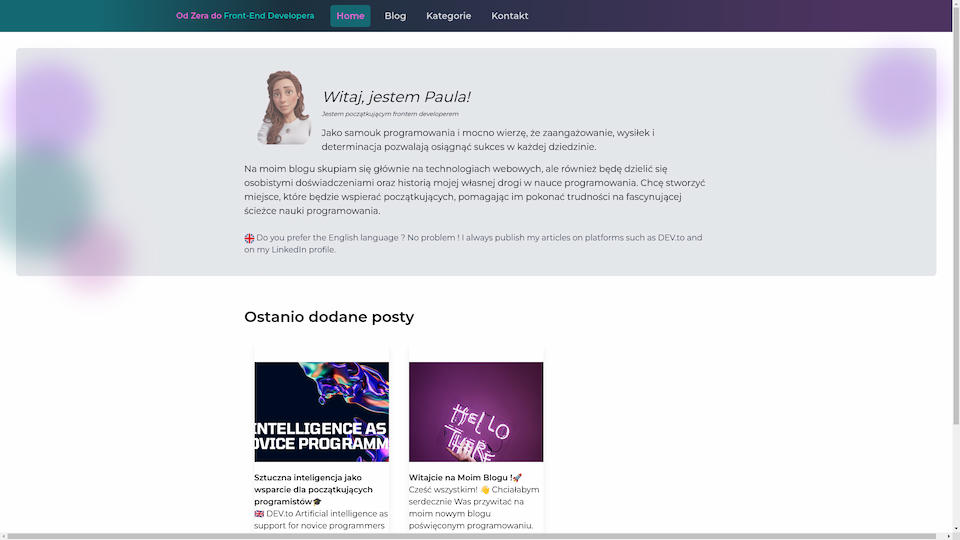 Od Zera do Front-End Developera Home Blog Kategorie Kontakt
Witaj, jestem Paula!
Jestem początkującym frontem developerem
Jako samouk programowania i mocno wierzę, że zaangażowanie, wysiłek i
determinacja pozwalają osiągnąć sukces w każdej dziedzinie.
Na moim blogu skupiam się głównie na technologiach webowych, ale również będę dzielić się
osobistymi doświadczeniami oraz historią mojej własnej drogi w nauce programowania. Chcę stworzyć
miejsce, które będzie wspierać początkujących, pomagając im pokonać trudności na fascynującej
ścieżce nauki programowania.
🇬🇧 Do you prefer the English language ? No problem ! I always publish my articles on platforms such as DEV.to and
on my LinkedIn profile.
Ostanio dodane posty
INTELLIGENCE AS
OVICE PROGRAMM
Sztuczna inteligencja jako
wsparcie dla początkujących
programistów🎓
🇬🇧 DEV.to Artificial intelligence as
support for novice programmers
HELLO
THERE
Witajcie na Moim Blogu !🚀
Cześć wszystkim! 👋 Chciałabym
serdecznie Was przywitać na
moim nowym blogu
poświęconym programowaniu.